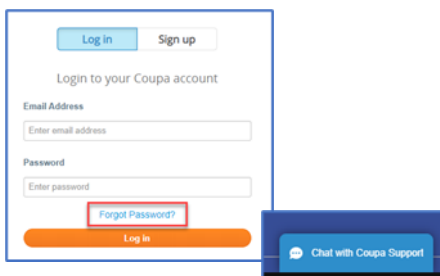 Log in Sign up
Login to your Coupa account
Email Address
Enter email address
Password
Enter password
Forgot Password?
Log in
Chat with Coupa Support